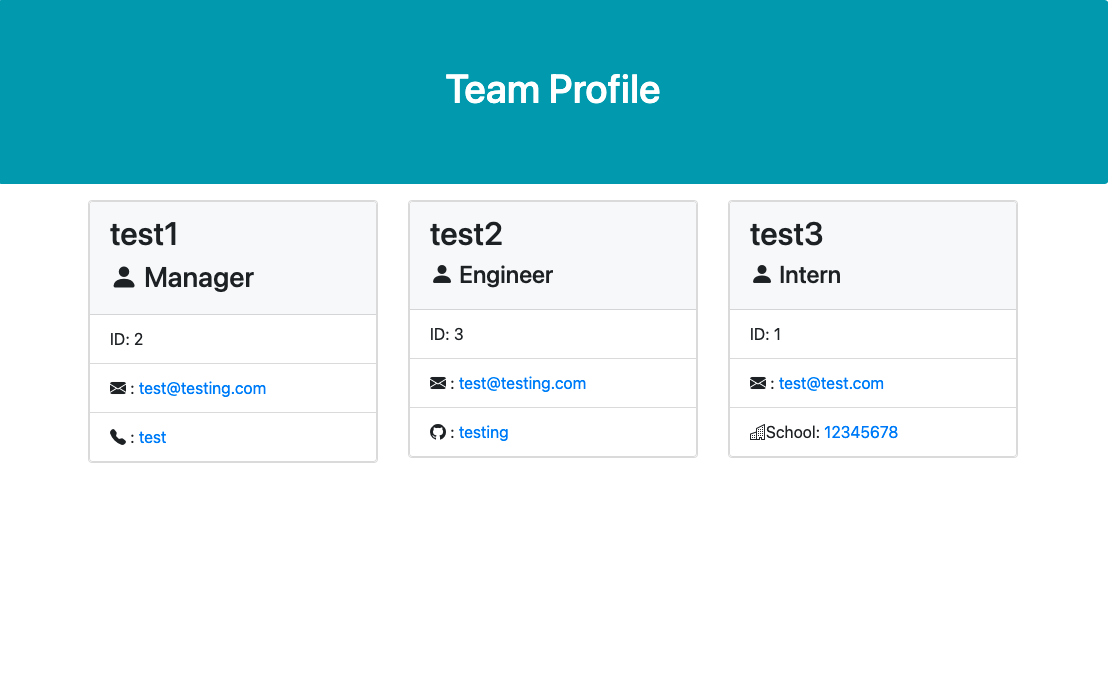 Team Profile
test1
Manager
ID: 2
: test@testing.com
: test
test2
Engineer
ID: 3
: test@testing.com
: testing
test3
Intern
ID: 1
: test@test.com
School: 12345678